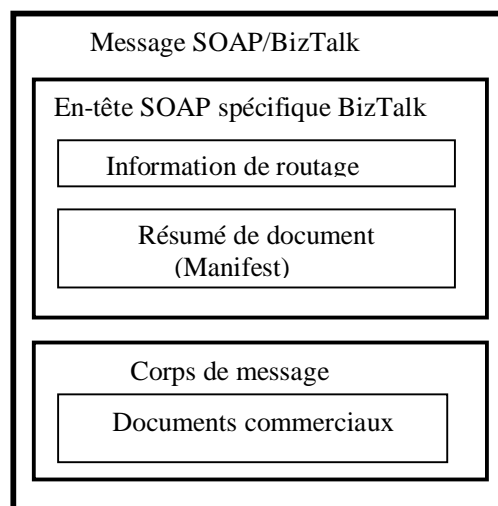 Message SOAP/BizTalk
En-tête SOAP spécifique BizTalk
Information de routage
Résumé de document
(Manifest)
Corps de message
Documents commerciaux